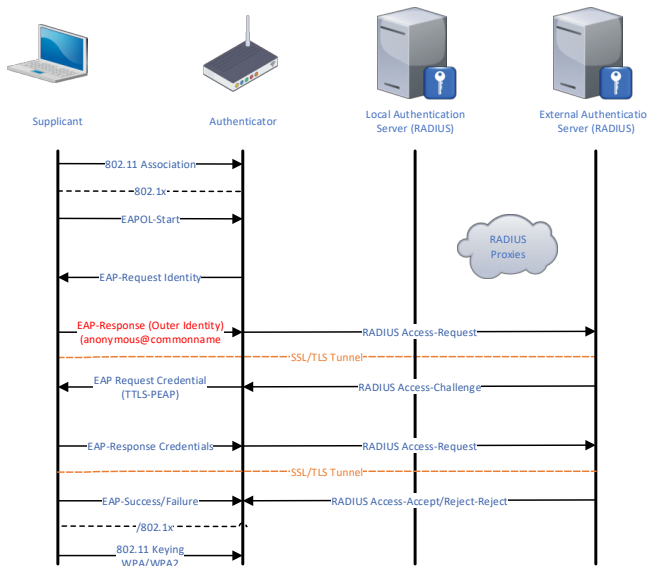 Supplicant
Authenticator
Local Authentication
Server (RADIUS)
External Authenticatio
Server (RADIUS)
802.11 Association
802.1x
EAPOL-Start
RADIUS
Proxies
EAP-Request Identity
EAP-Response (Outer Identity)
(anonymous@commonname
RADIUS Access-Request
SSL/TLS Tunnel
EAP Request Credential
(TTLS-PEAP)
RADIUS Access-Challenge
EAP-Response Credentials
RADIUS Access-Request
SSL/TLS Tunnel
EAP-Success/Failure
RADIUS Access-Accept/Reject-Reject
/802.1x
802.11 Keying
WPA/WPA2